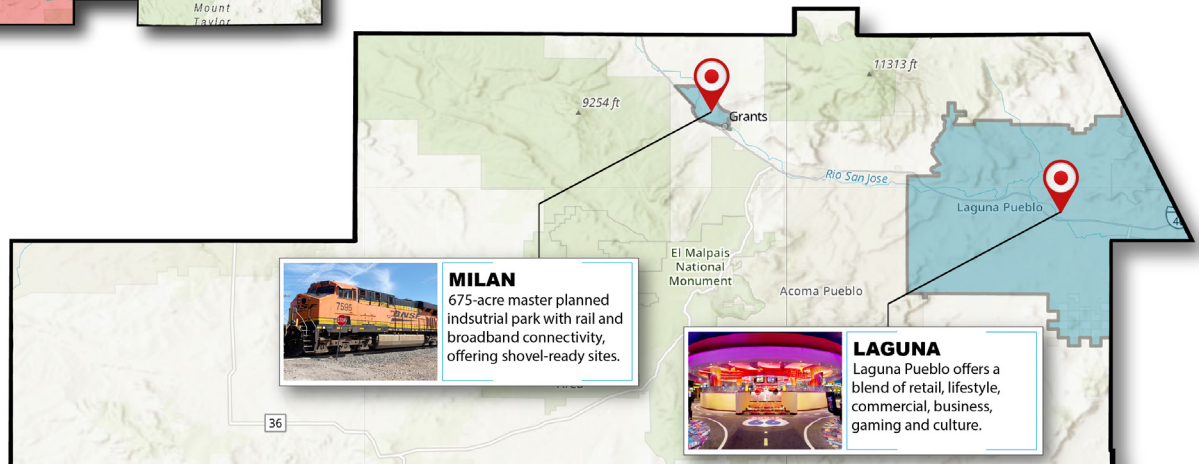 Mount
Taylor
11313 ft
9254 ft
Grants
Rio San Jose
Laguna Pueblo
El Malpais
National
Monument
Acoma Pueblo
MILAN
675-acre master planned
indsutrial park with rail and
broadband connectivity,
offering shovel-ready sites.
7595
BNSF
LAGUNA
Laguna Pueblo offers a
blend of retail, lifestyle,
commercial, business,
gaming and culture.
36